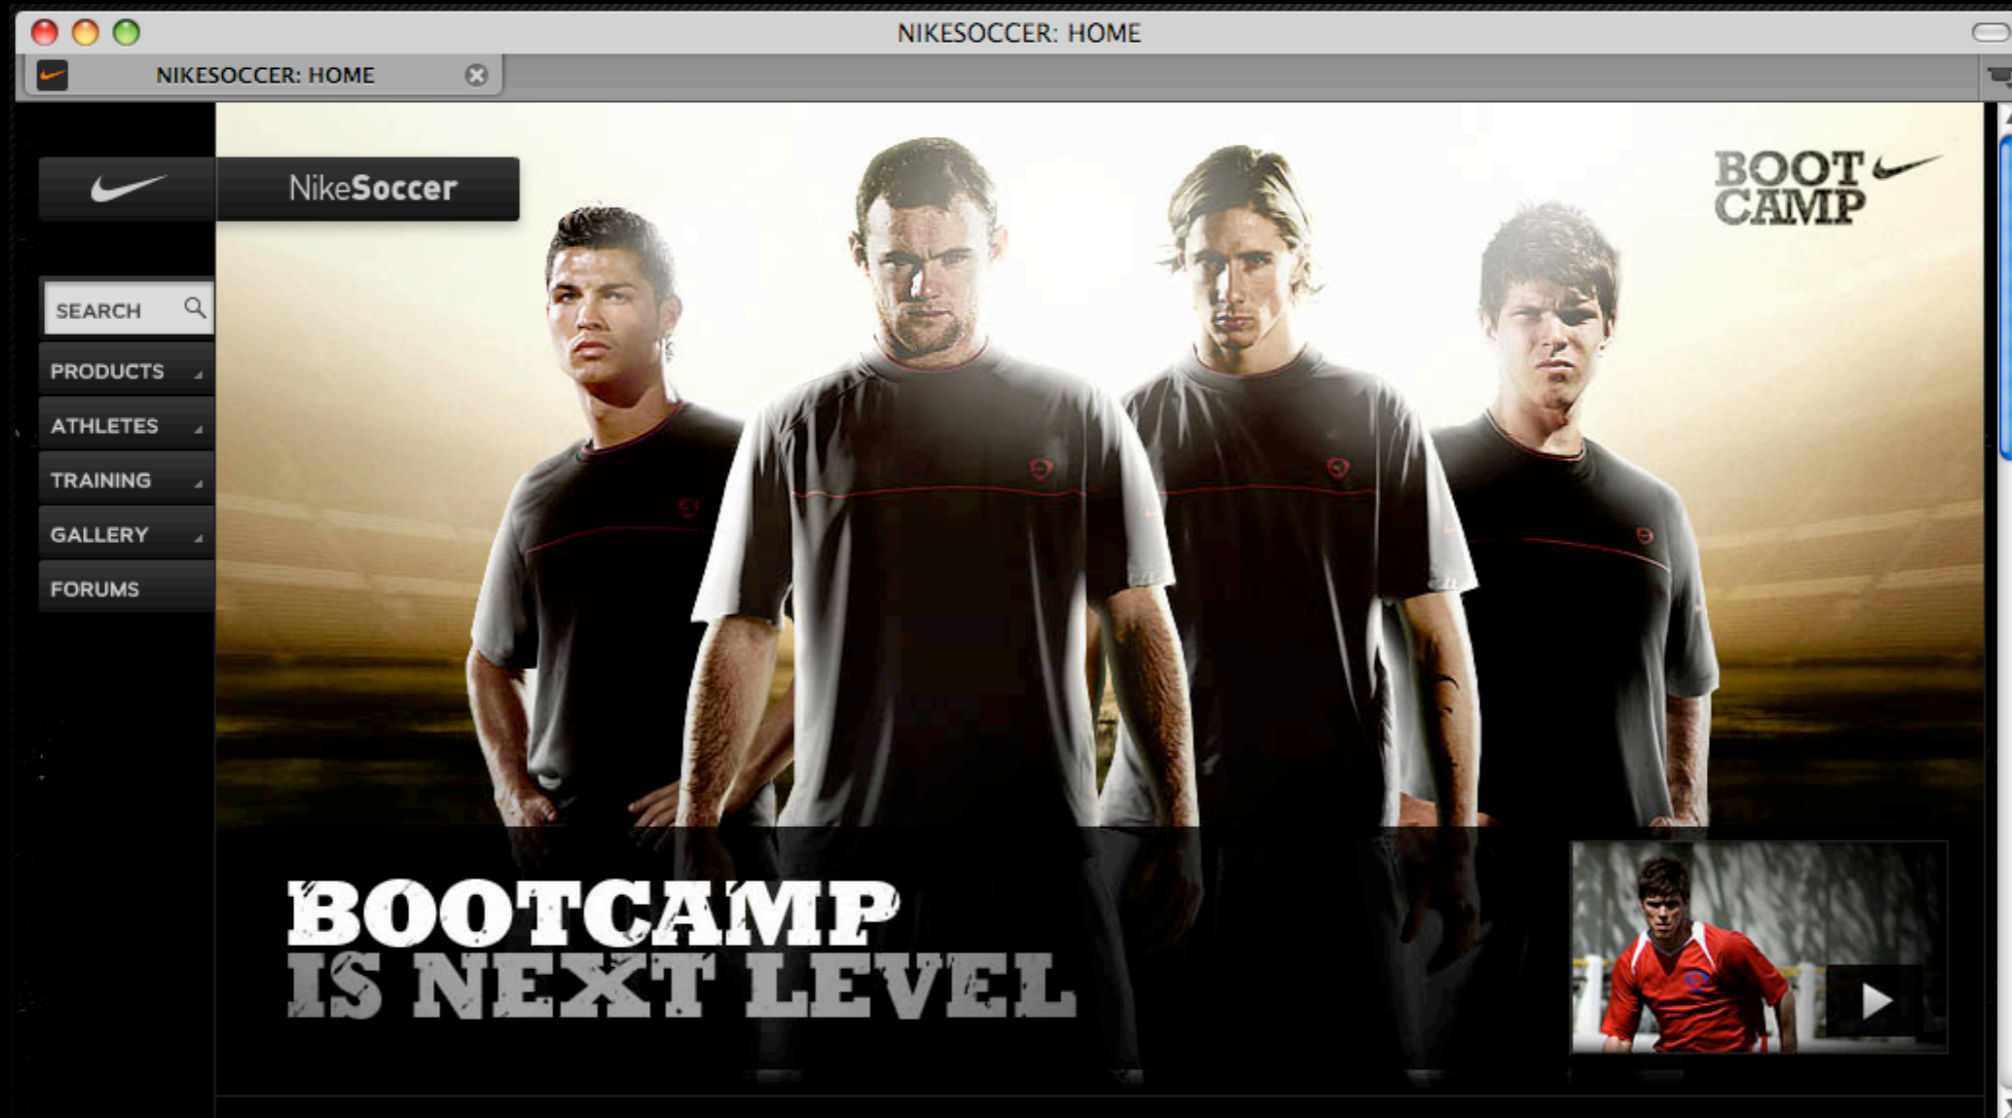 NIKESOCCER: HOME
NIKESOCCER: HOME
NikeSoccer
BOOT
CAMP
SEARCH
PRODUCTS
ATHLETES
TRAINING
GALLERY
FORUMS
BOOTCAMP
IS NEXT LEVEL